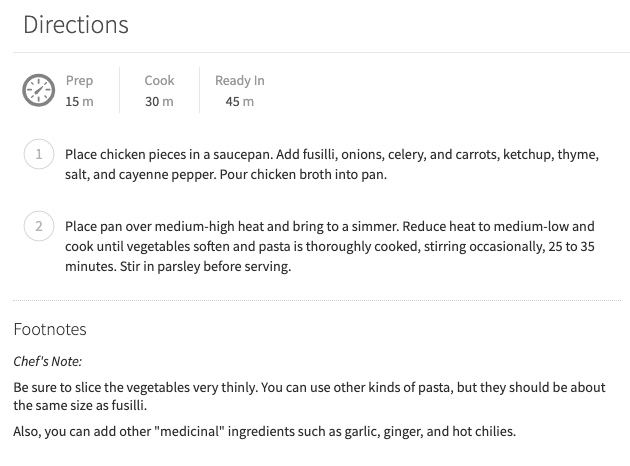 Directions
Prep Cook Ready In
15 m 30 m 45 m
1 Place chicken pieces in a saucepan. Add fusilli, onions, celery, and carrots, ketchup, thyme,
salt, and cayenne pepper. Pour chicken broth into pan.
2 Place pan over medium-high heat and bring to a simmer. Reduce heat to medium-low and
cook until vegetables soften and pasta is thoroughly cooked, stirring occasionally, 25 to 35
minutes. Stir in parsley before serving.
Footnotes
Chef's Note:
Be sure to slice the vegetables very thinly. You can use other kinds of pasta, but they should be about
the same size as fusilli.
Also, you can add other "medicinal" ingredients such as garlic, ginger, and hot chilies.